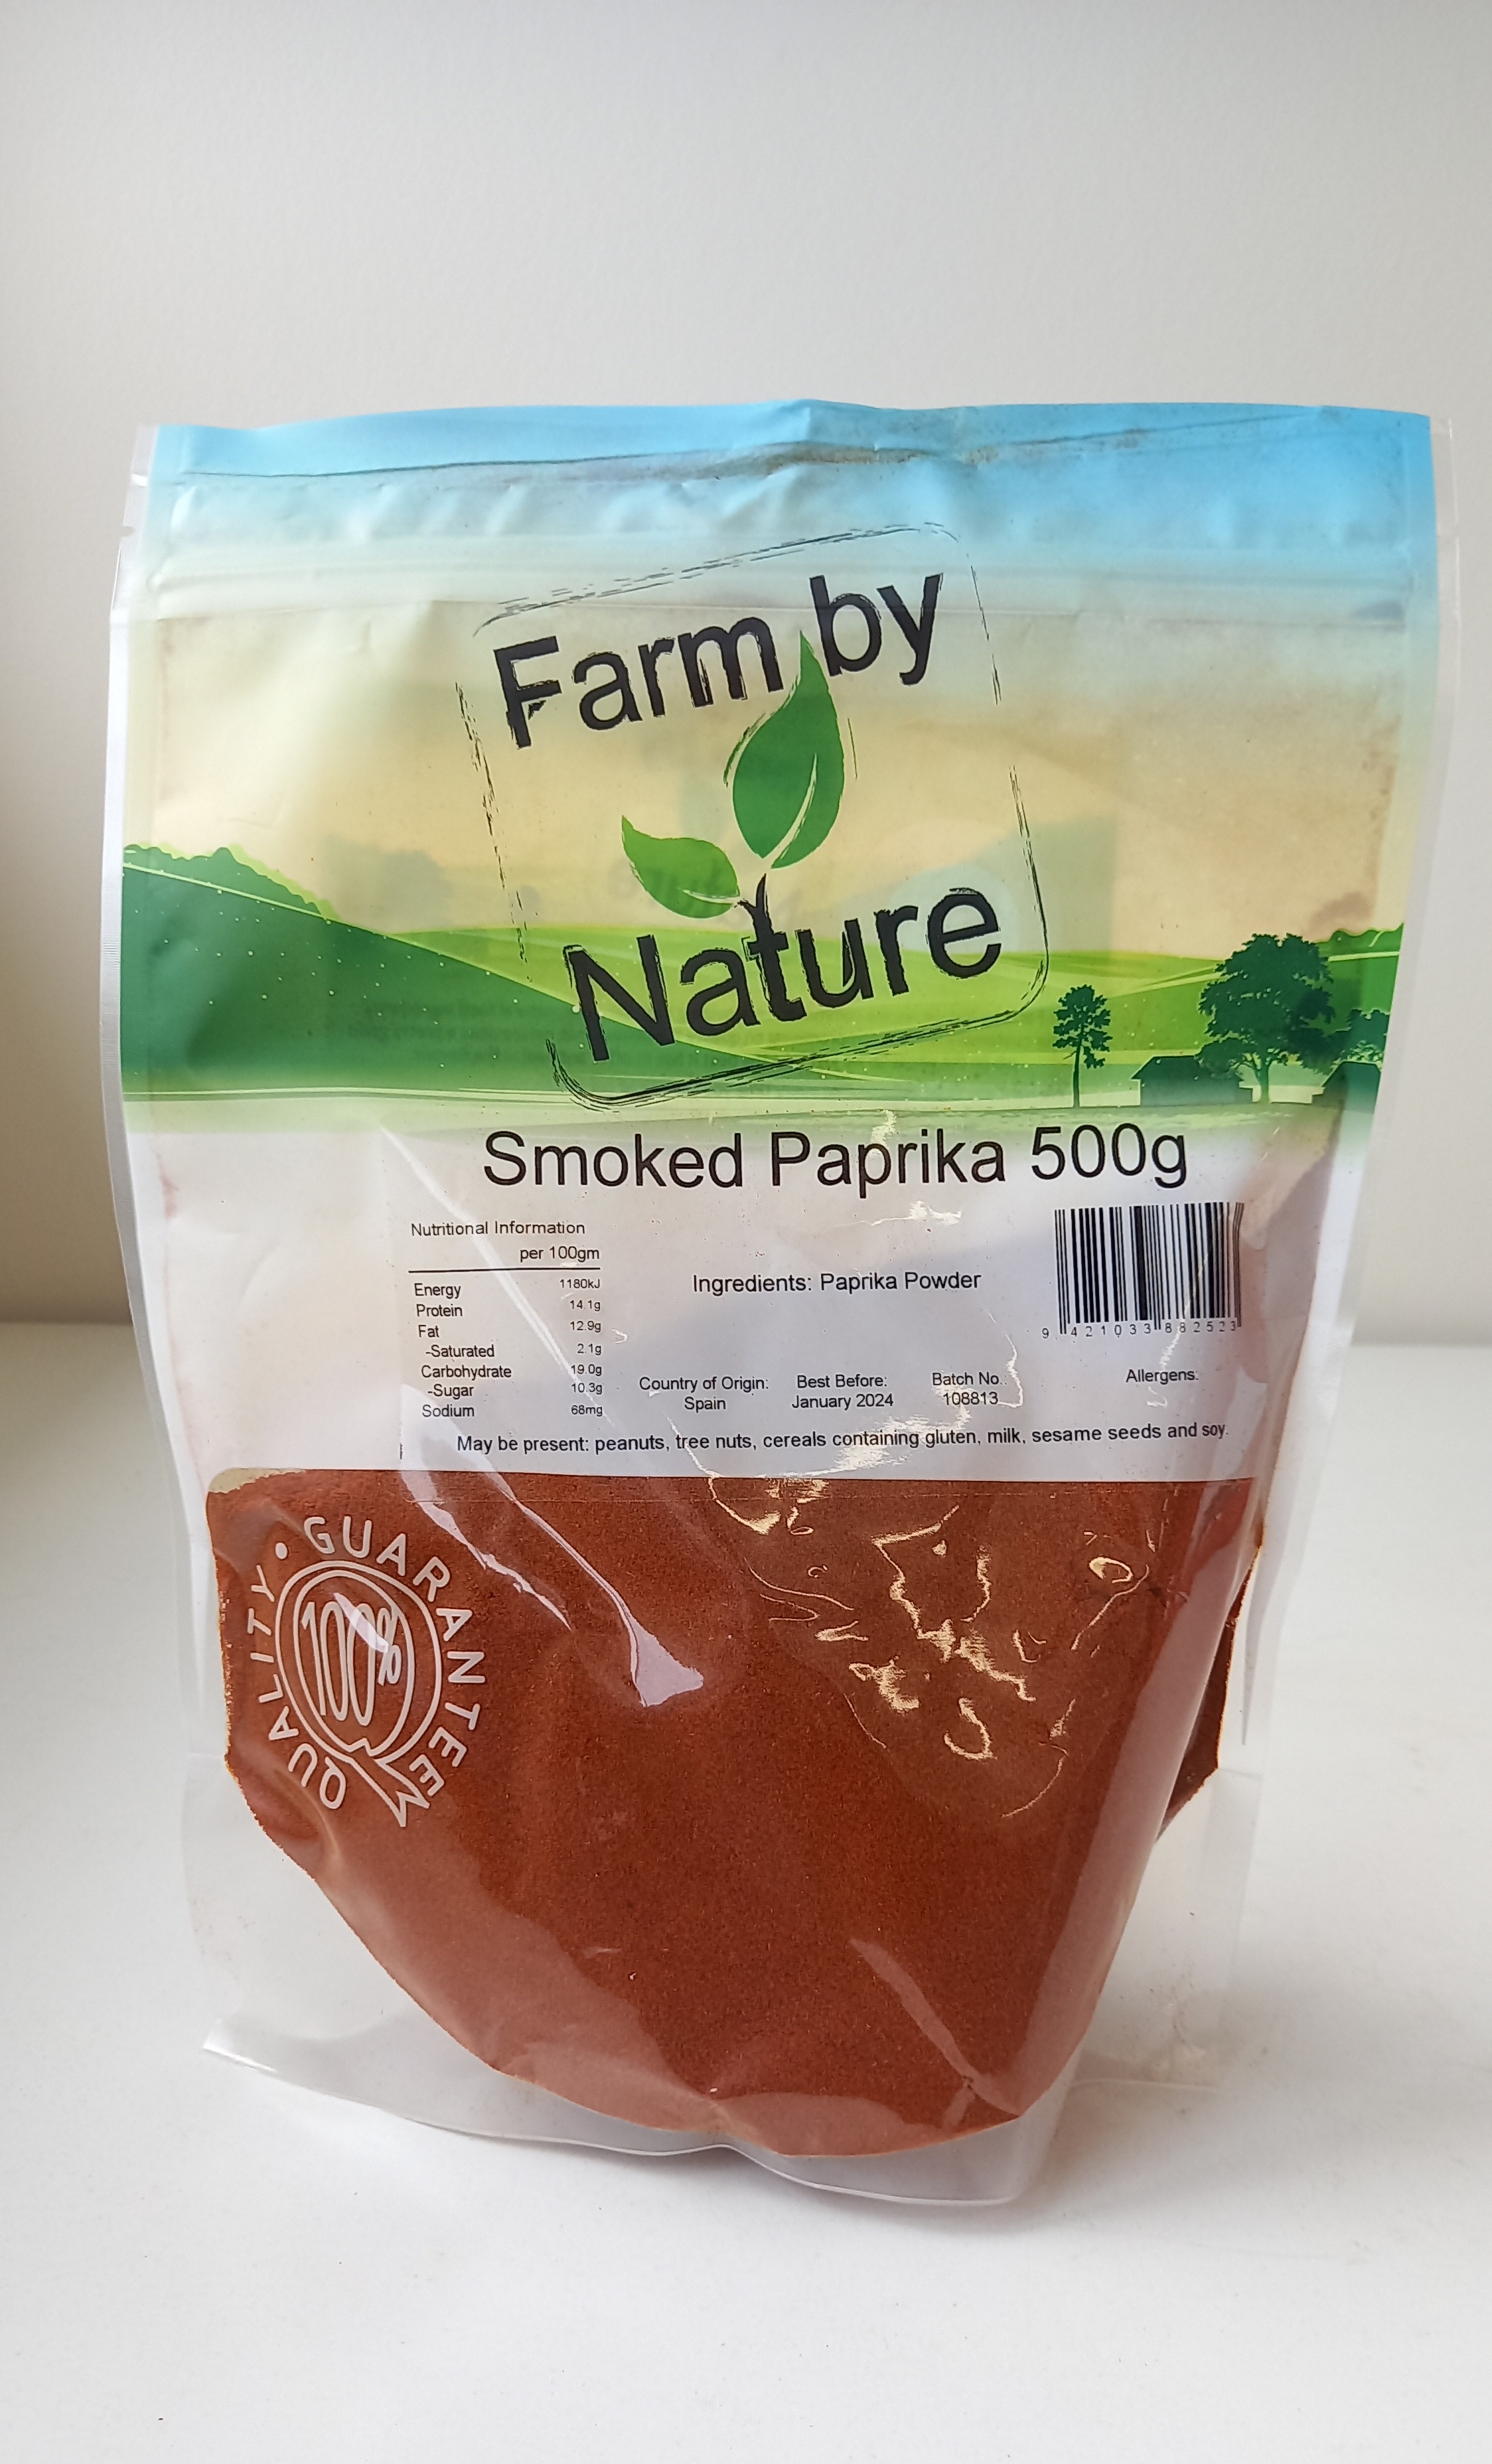 Farm by
Nature
Smoked Paprika 500g
Nutritional Information
per 100gm
Energy 1180kJ
Protein 14.1g
Fat 12.9g
-Saturated 2.1g
Carbohydrate 19.0g
-Sugar 10.3g
Sodium 68mg
Ingredients: Paprika Powder
9 421033 882523
Country of Origin:
Spain
Best Before:
January 2024
Batch No.:
108813
Allergens:
May be present: peanuts, tree nuts, cereals containing gluten, milk, sesame seeds and soy.
QUALITY • GUARANTEE
100%